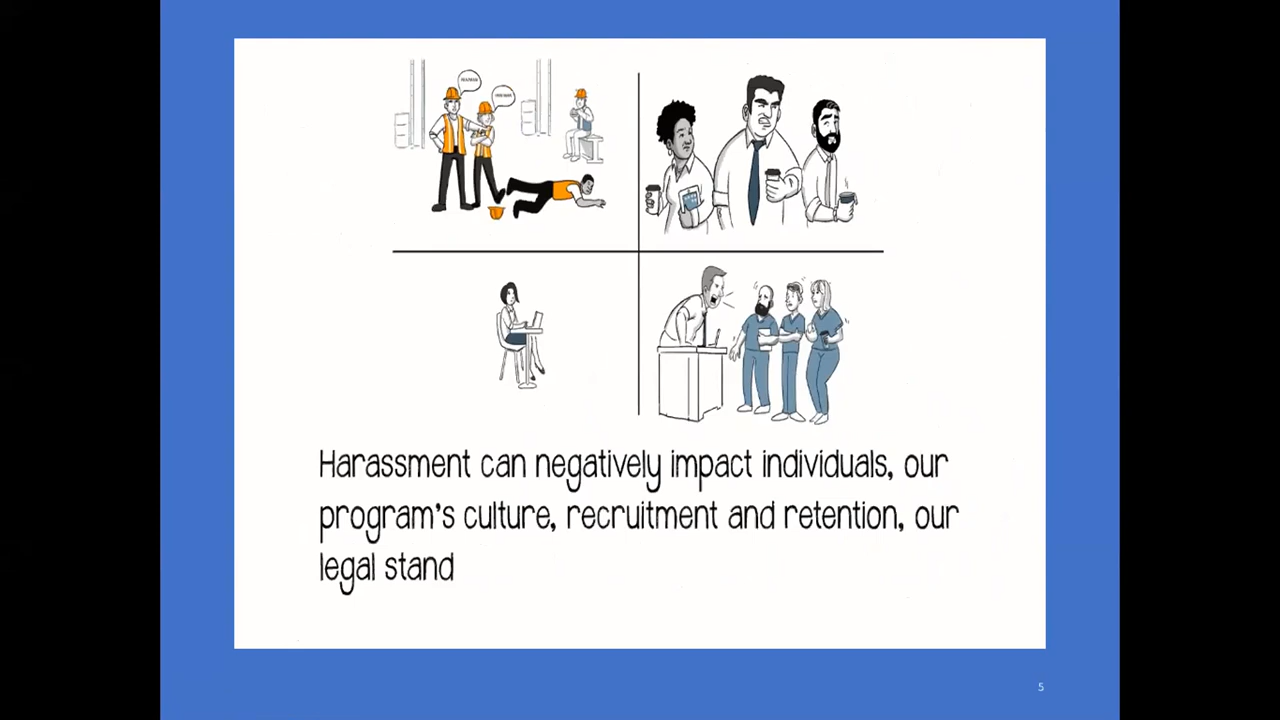 Harassment can negatively impact individuals, our
program's culture, recruitment and retention, our
legal stand
5